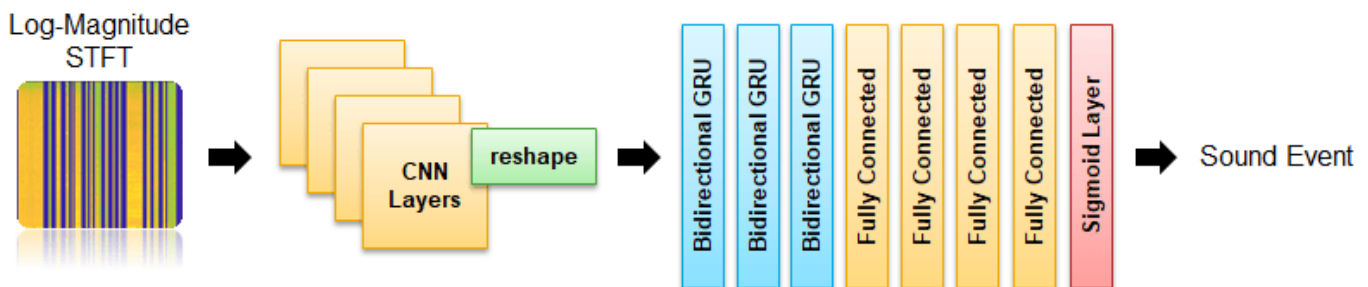 Log-Magnitude
STFT
CNN
Layers
reshape
Bidirectional GRU
Bidirectional GRU
Bidirectional GRU
Fully Connected
Fully Connected
Fully Connected
Fully Connected
Sigmoid Layer
Sound Event